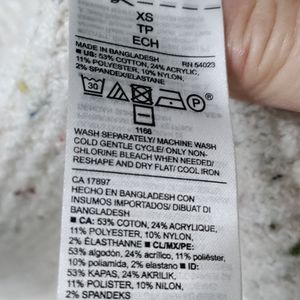 XS
TP
ECH
MADE IN BANGLADESH RN 54023
■ US: 53% COTTON, 24% ACRYLIC,
11% POLYESTER, 10% NYLON,
2% SPANDEX/ELASTANE
30
P
1166
WASH SEPARATELY/ MACHINE WASH
COLD GENTLE CYCLE/ ONLY NON-
CHLORINE BLEACH WHEN NEEDED/
RESHAPE AND DRY FLAT/ COOL IRON
CA 17897
HECHO EN BANGLADESH CON
INSUMOS IMPORTADOS/ DIBUAT DI
BANGLADESH
■ CA: 53% COTTON, 24% ACRYLIC,
11% POLYESTER, 10% NYLON,
2% ÉLASTHANNE ■ CL/MX/PE:
53% algodón, 24% acrílico, 11% poliéster,
10% poliamida, 2% elastano ■ ID:
53% KAPAS, 24% AKRILIK,
11% POLIESTER, 10% NILON,
2% SPANDEKS